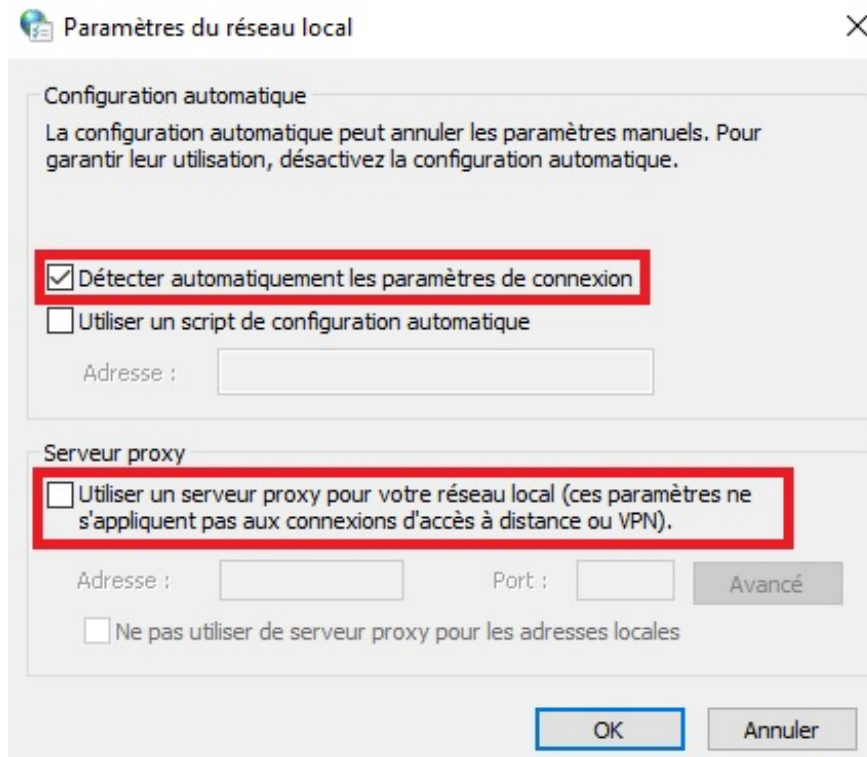 Paramètres du réseau local
Configuration automatique
La configuration automatique peut annuler les paramètres manuels. Pour
garantir leur utilisation, désactivez la configuration automatique.
Détecter automatiquement les paramètres de connexion
Utiliser un script de configuration automatique
Adresse :
Serveur proxy
Utiliser un serveur proxy pour votre réseau local (ces paramètres ne
s'appliquent pas aux connexions d'accès à distance ou VPN).
Adresse : Port : Avancé
Ne pas utiliser de serveur proxy pour les adresses locales
OK Annuler